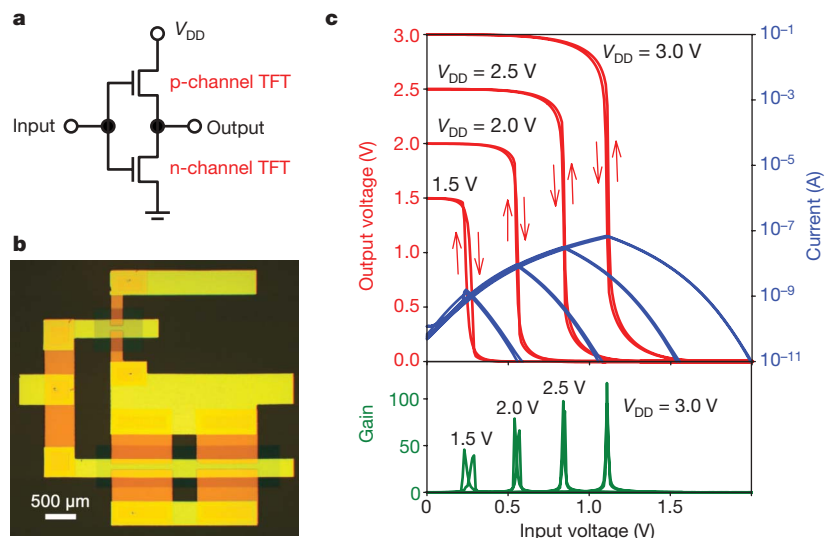 a
V_DD
p-channel TFT
Input
Output
n-channel TFT
b
500 μm
c
3.0
2.5
2.0
1.5
1.0
0.5
0.0
Output voltage (V)
V_DD = 2.5 V
V_DD = 3.0 V
V_DD = 2.0 V
1.5 V
10⁻¹
10⁻³
10⁻⁵
10⁻⁷
10⁻⁹
10⁻¹¹
Current (A)
100
50
0
Gain
1.5 V
2.0 V
2.5 V
V_DD = 3.0 V
0
0.5
1.0
1.5
Input voltage (V)